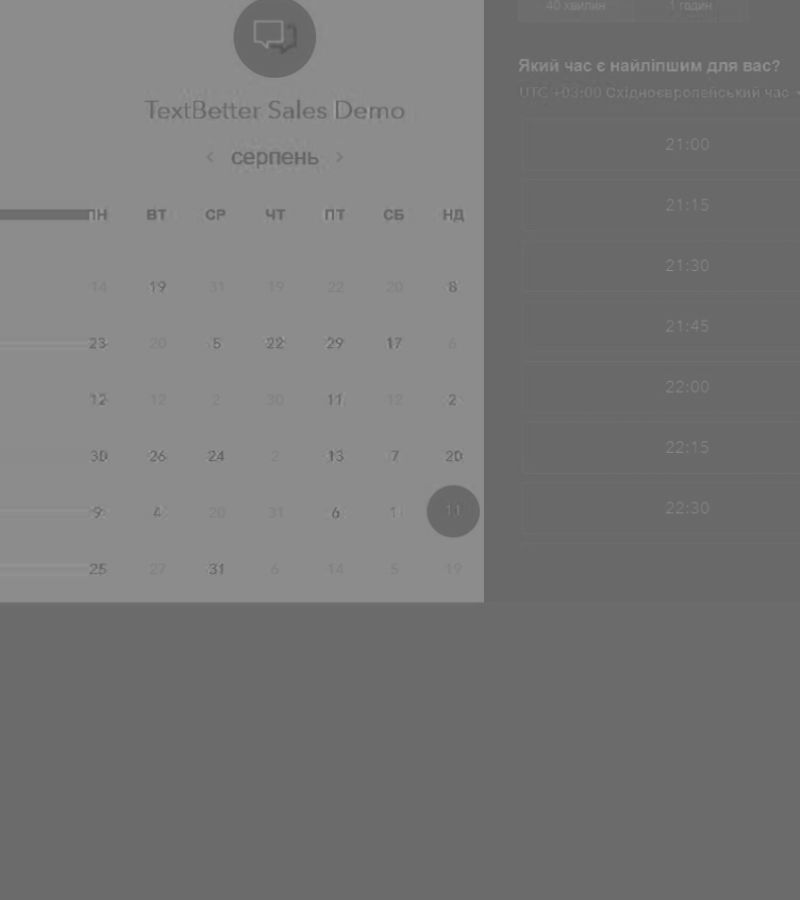 TextBetter Sales Demo
‹ серпень ›
ПН ВТ СР ЧТ ПТ СБ НД
14 19 31 19 22 20 8
23 20 5 22 29 17 6
12 12 2 30 11 12 2
30 26 24 2 13 7 20
9 4 20 31 6 1 11
25 27 31 6 14 5 19
40 хвилин 1 годин
Який час є найліпшим для вас?
UTC +03:00 Східноєвропейський час
21:00
21:15
21:30
21:45
22:00
22:15
22:30